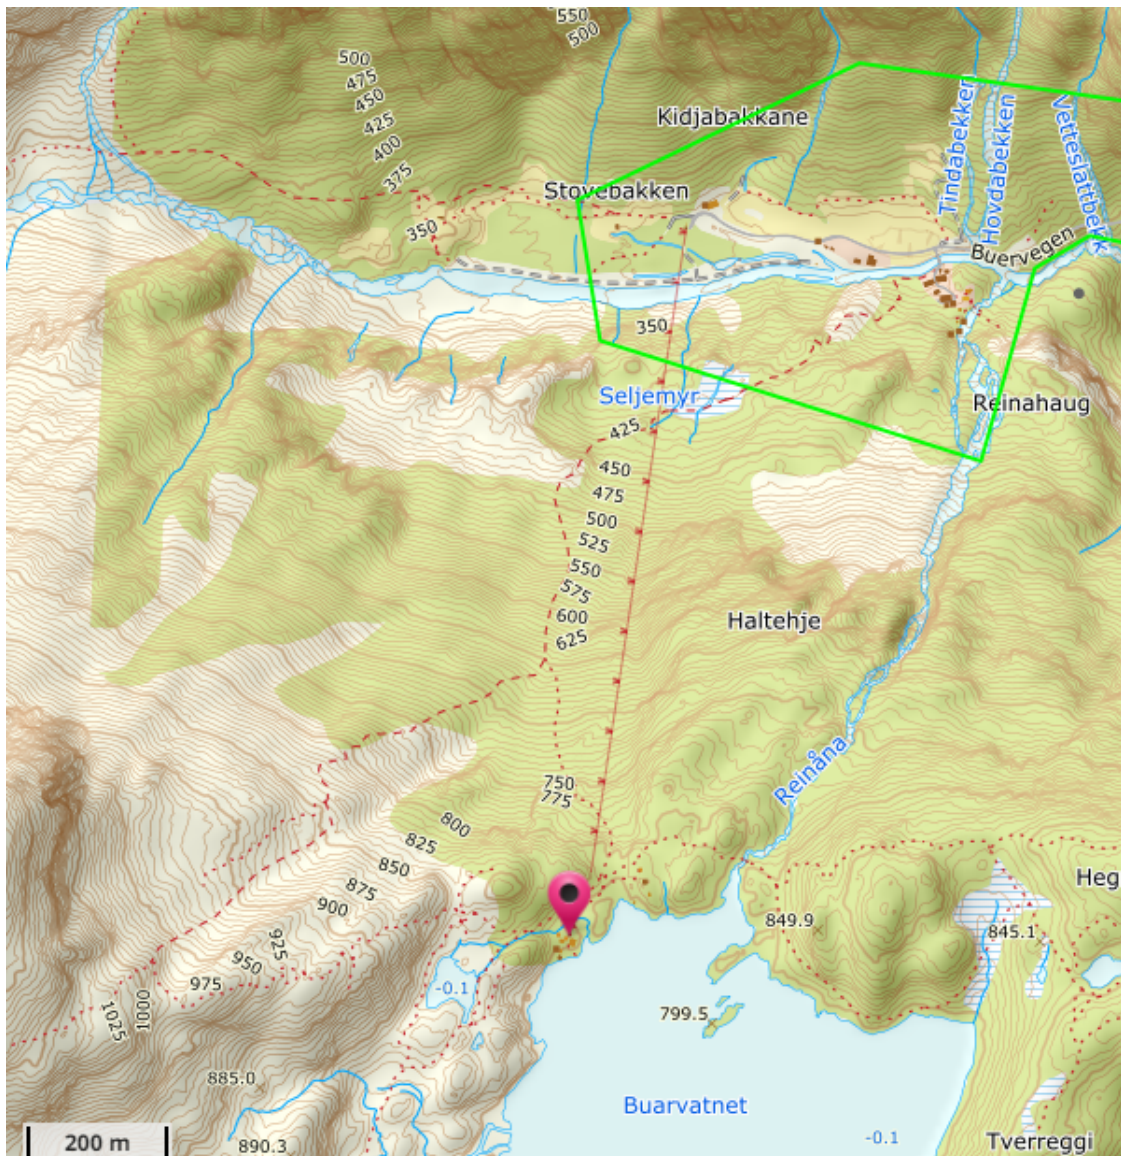 550
500
500
475
450
425
400
375
350
Kidjabakkane
Stovebakken
Tindabekken
Hovdabekken
Vetteslattbekk
Buervegen
350
Seljemyr
Reinahaug
425
450
475
500
525
550
575
600
625
Haltehje
Reinåna
750
775
800
825
850
875
900
925
950
975
1000
1025
Heg
849.9
845.1
-0.1
799.5
885.0
Buarvatnet
890.3
-0.1
Tverreggi
200 m